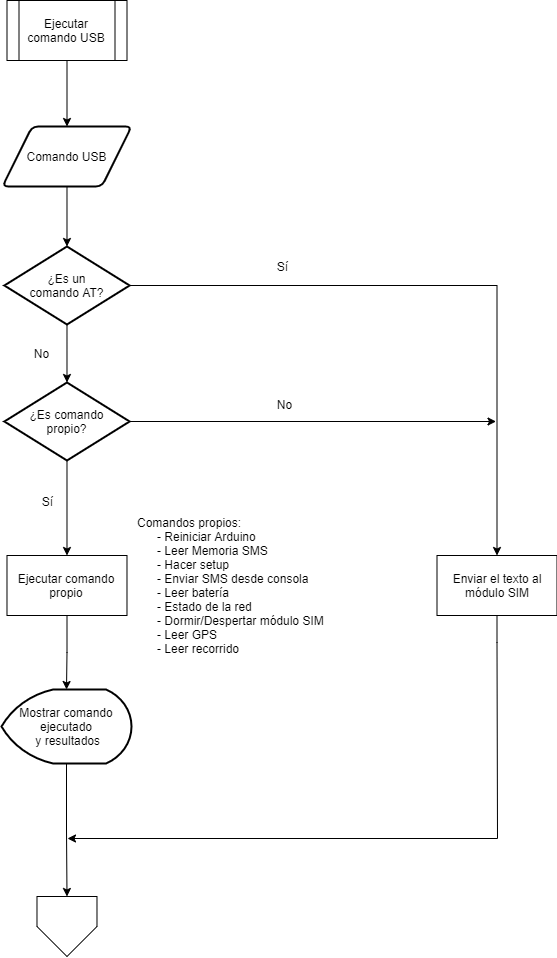 Ejecutar
comando USB
Comando USB
¿Es un
comando AT?
Sí
No
¿Es comando
propio?
No
Sí
Comandos propios:
- Reiniciar Arduino
- Leer Memoria SMS
- Hacer setup
- Enviar SMS desde consola
- Leer batería
- Estado de la red
- Dormir/Despertar módulo SIM
- Leer GPS
- Leer recorrido
Ejecutar comando
propio
Enviar el texto al
módulo SIM
Mostrar comando
ejecutado
y resultados